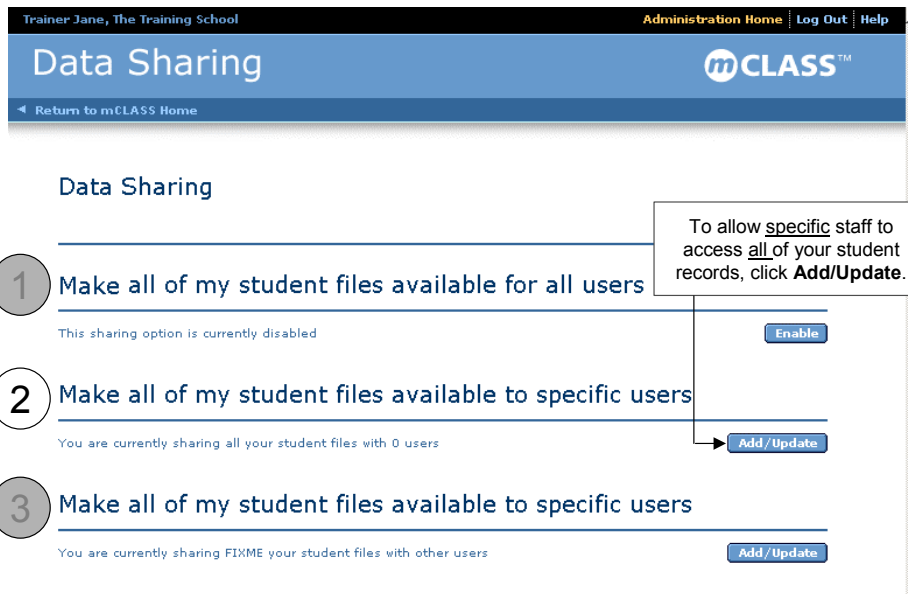 Trainer Jane, The Training School
Administration Home Log Out Help
Data Sharing
mCLASS™
◄ Return to mCLASS Home
Data Sharing
To allow specific staff to
access all of your student
records, click Add/Update.
1
Make all of my student files available for all users
This sharing option is currently disabled
Enable
2
Make all of my student files available to specific users
You are currently sharing all your student files with 0 users
Add/Update
3
Make all of my student files available to specific users
You are currently sharing FIXME your student files with other users
Add/Update